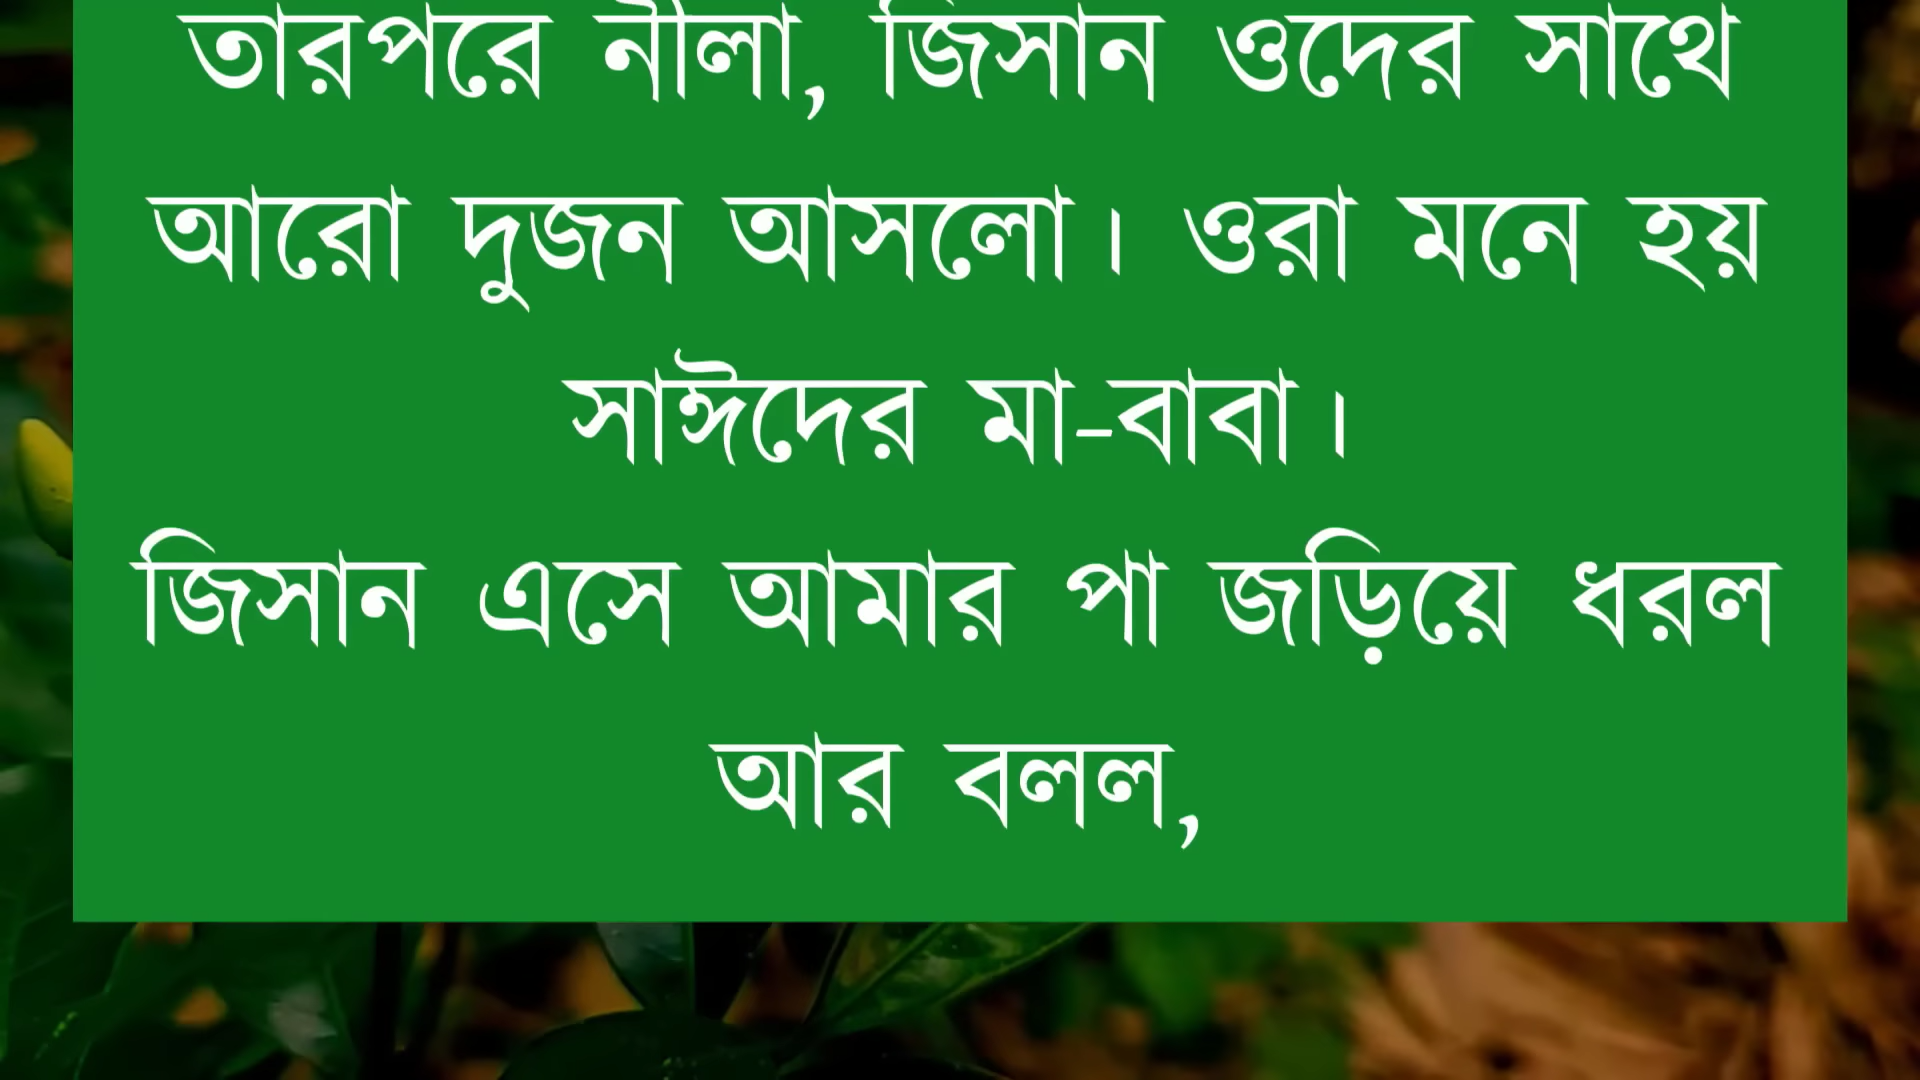 তারপরে নীলা, জিসান ওদের সাথে
আরো দুজন আসলো। ওরা মনে হয়
সাঈদের মা-বাবা।
জিসান এসে আমার পা জড়িয়ে ধরল
আর বলল,